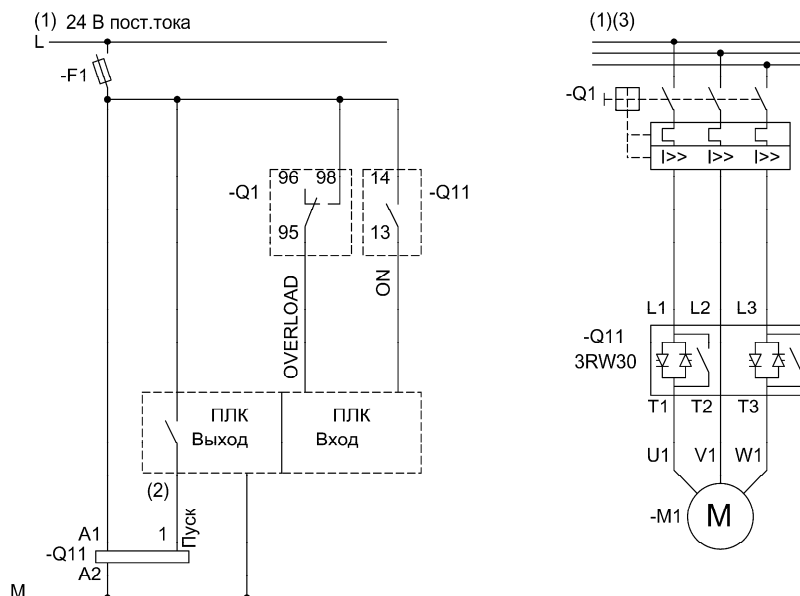 (1) 24 В пост.тока
L
-F1
-Q1
96 98
95
14
13
-Q11
OVERLOAD
ON
ПЛК
Выход
ПЛК
Вход
(2)
Пуск
A1
1
-Q11
A2
M
(1)(3)
-Q1
I>> I>> I>>
L1 L2 L3
-Q11
3RW30
T1 T2 T3
U1 V1 W1
-M1
M